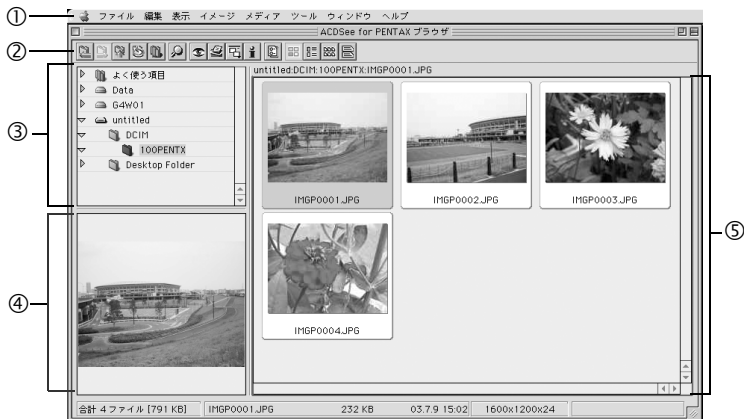 ① ファイル 編集 表示 イメージ メディア ツール ウィンドウ ヘルプ
ACDSee for PENTAX ブラウザ
②
③
よく使う項目
Data
G4W01
untitled
DCIM
100PENTX
Desktop Folder
untitled:DCIM:100PENTX:IMGP0001.JPG
IMGP0001.JPG IMGP0002.JPG IMGP0003.JPG
IMGP0004.JPG
④
⑤
合計 4 ファイル [791 KB] IMGP0001.JPG 232 KB 03.7.9 15:02 1600x1200x24